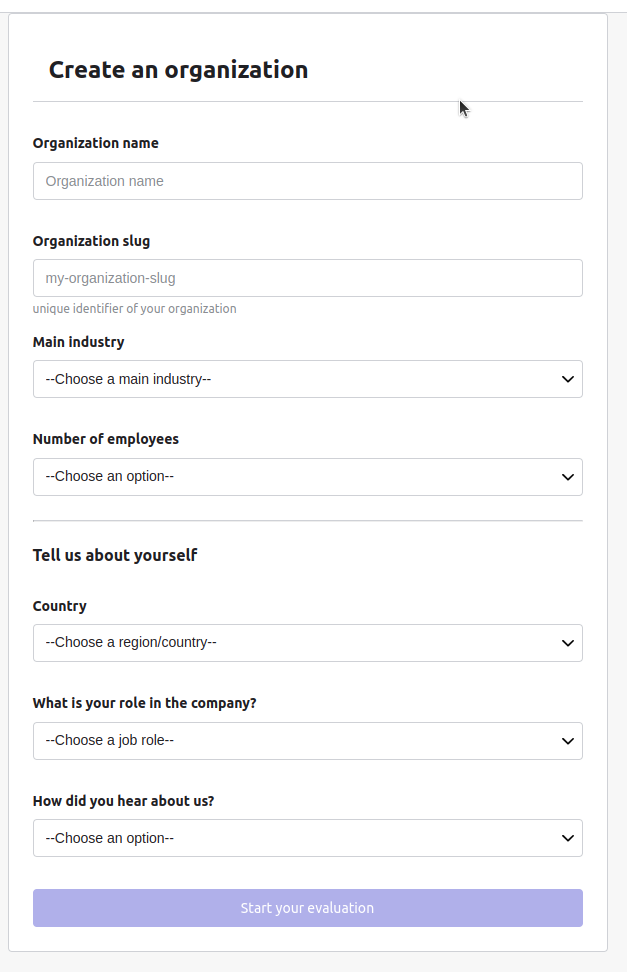 Create an organization
Organization name
Organization name
Organization slug
my-organization-slug
unique identifier of your organization
Main industry
--Choose a main industry--
Number of employees
--Choose an option--
Tell us about yourself
Country
--Choose a region/country--
What is your role in the company?
--Choose a job role--
How did you hear about us?
--Choose an option--
Start your evaluation